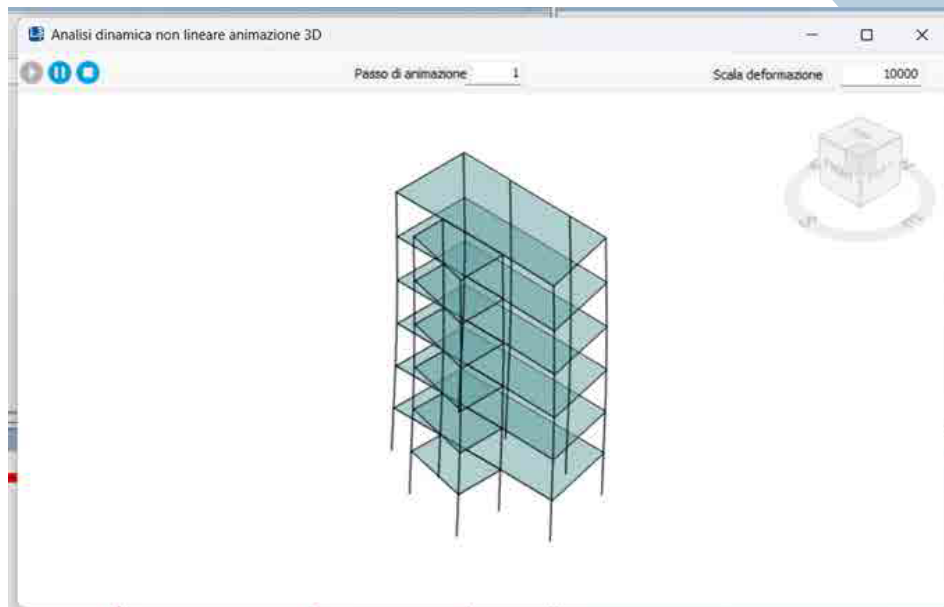 Analisi dinamica non lineare animazione 3D
Passo di animazione 1 Scala deformazione 10000